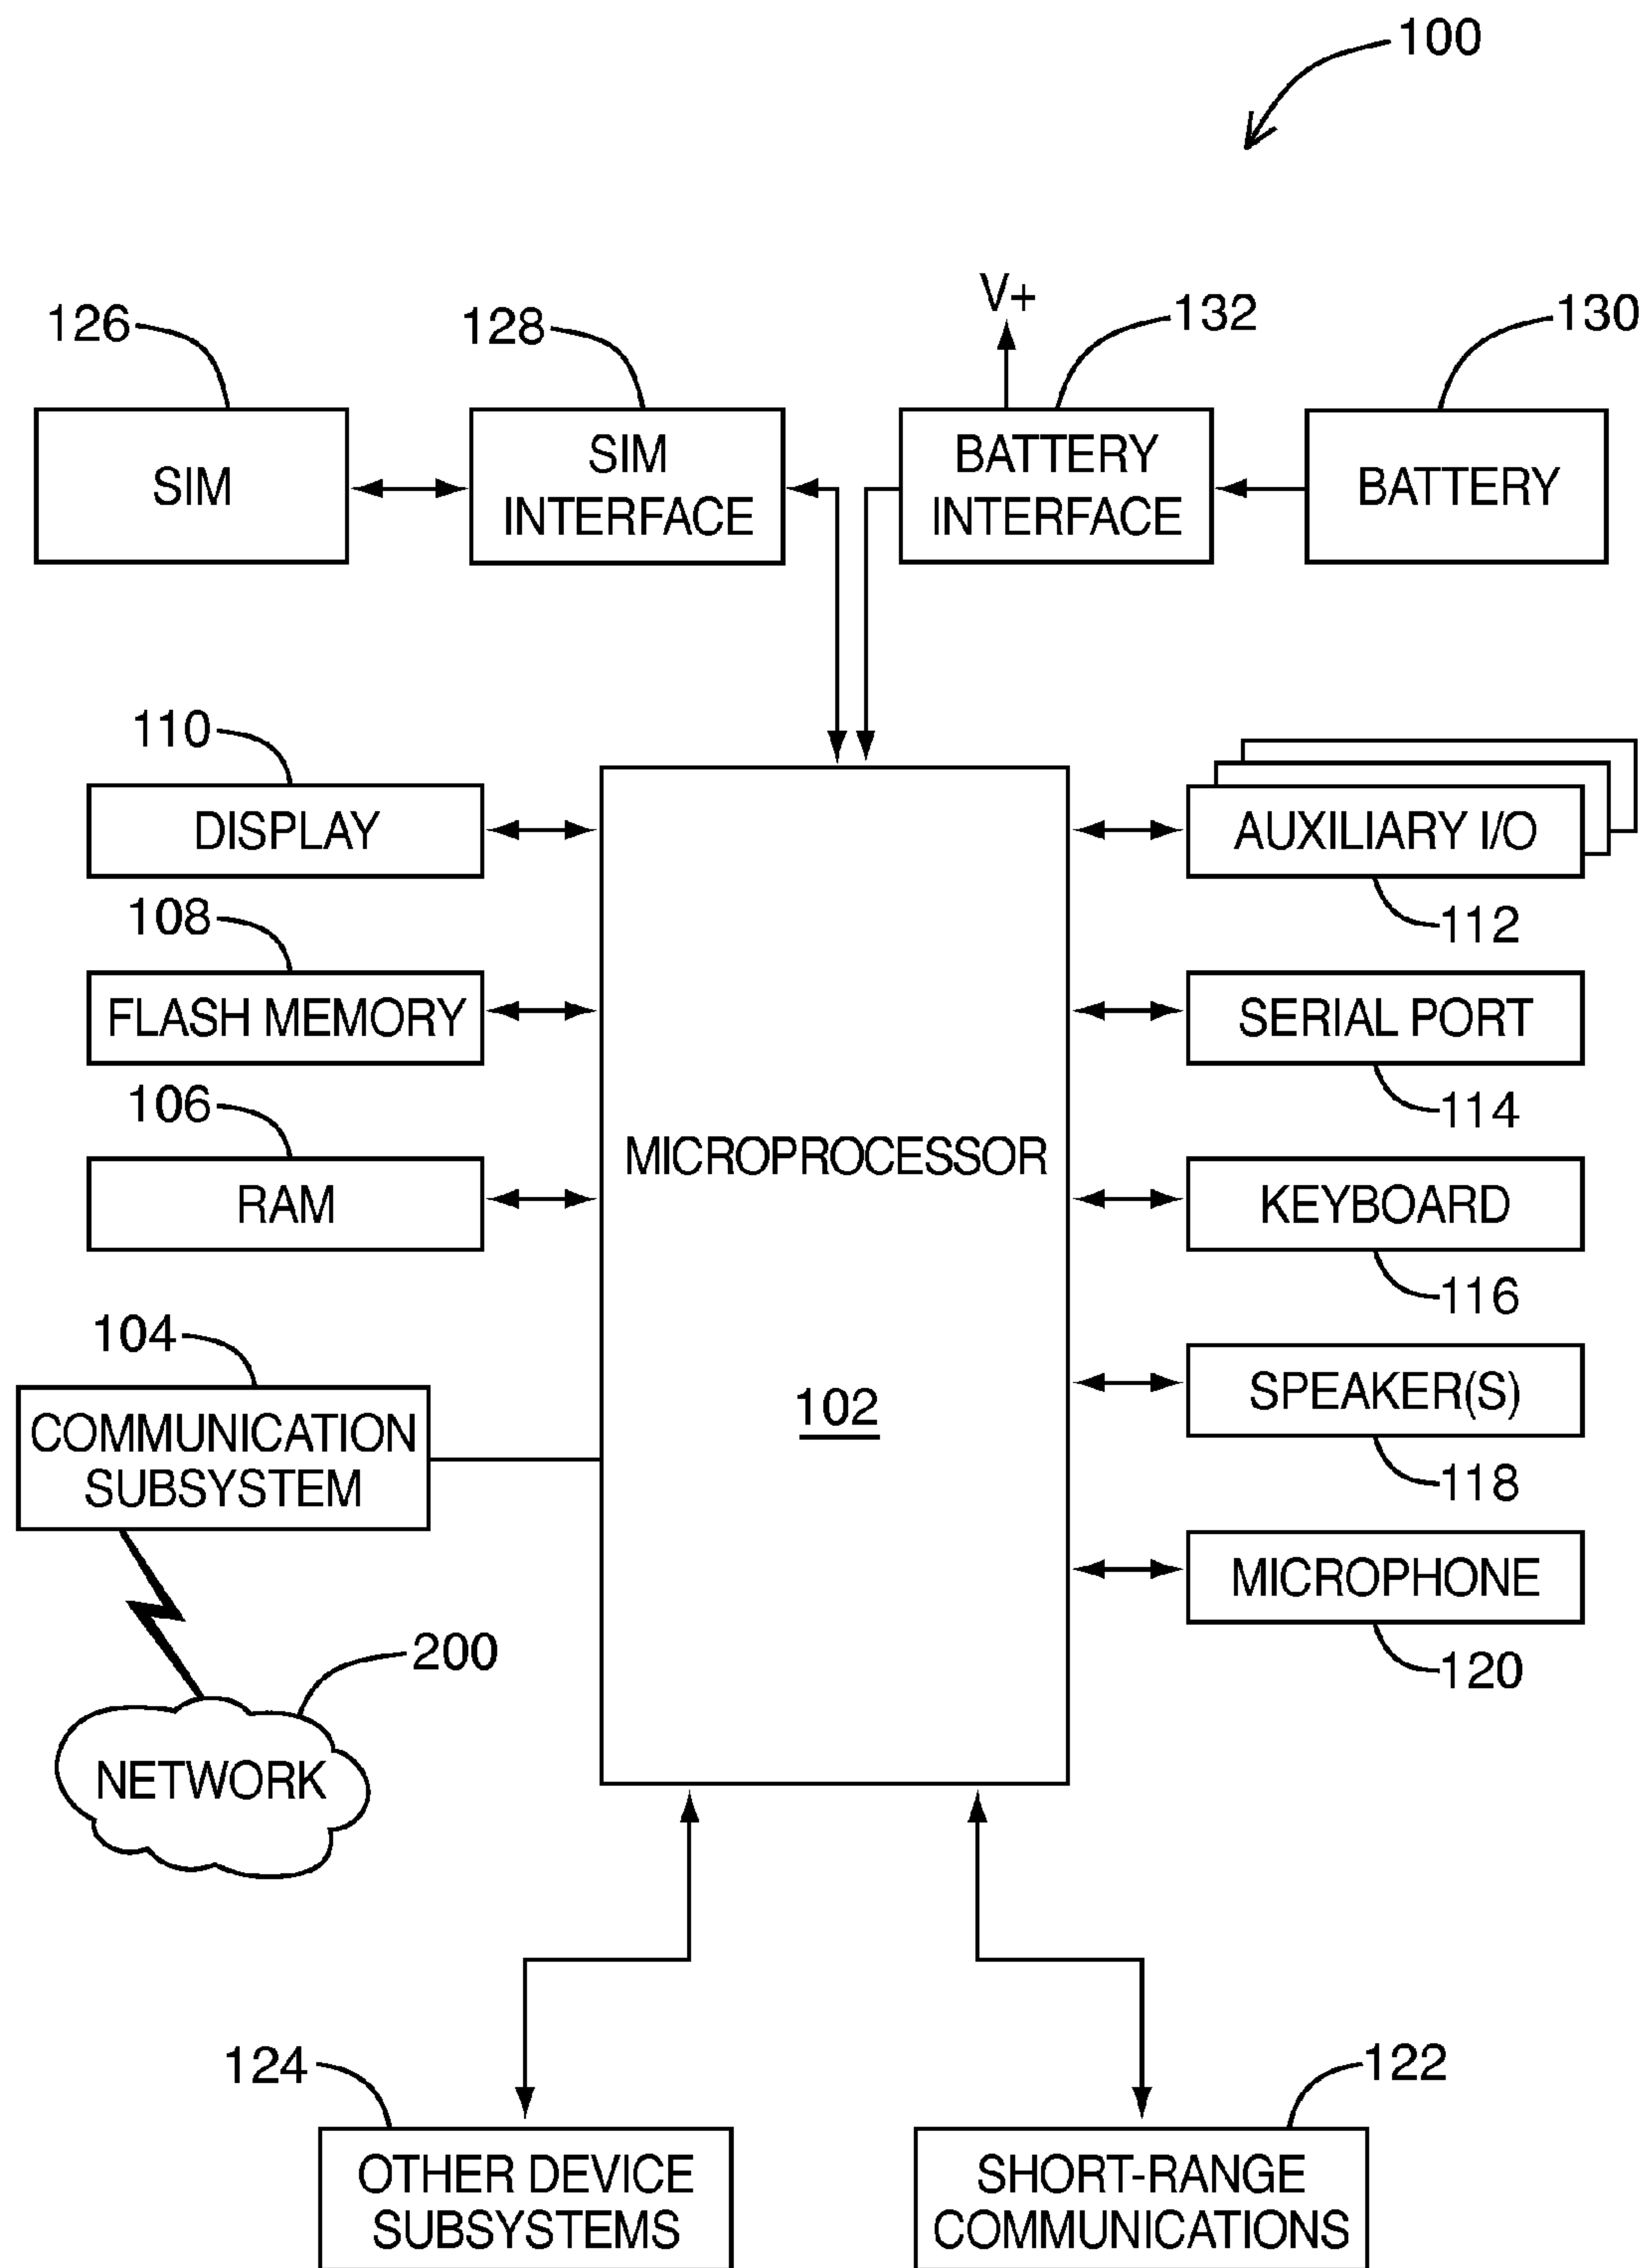 100
V+
126
128
132
130
SIM
SIM
INTERFACE
BATTERY
INTERFACE
BATTERY
110
DISPLAY
AUXILIARY I/O
108
112
FLASH MEMORY
SERIAL PORT
106
114
MICROPROCESSOR
RAM
KEYBOARD
104
116
COMMUNICATION
SUBSYSTEM
102
SPEAKER(S)
118
MICROPHONE
200
120
NETWORK
124
122
OTHER DEVICE
SUBSYSTEMS
SHORT-RANGE
COMMUNICATIONS